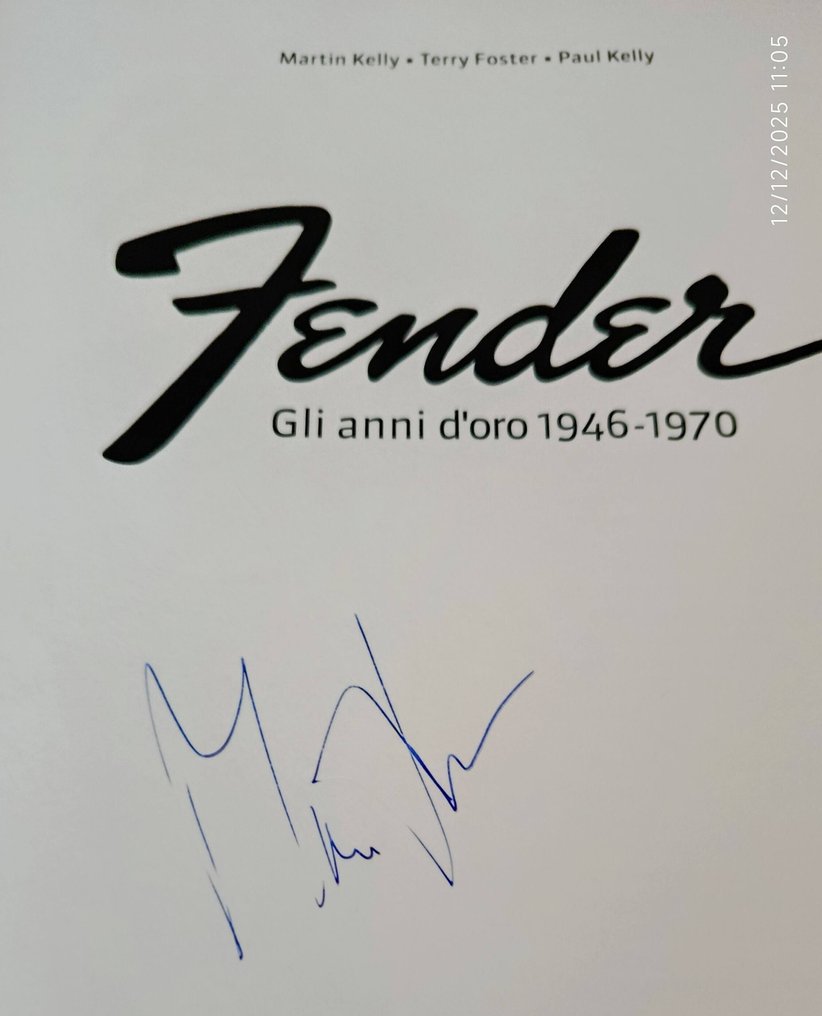 Martin Kelly • Terry Foster • Paul Kelly
Fender
Gli anni d'oro 1946-1970
12/12/2025 11:05